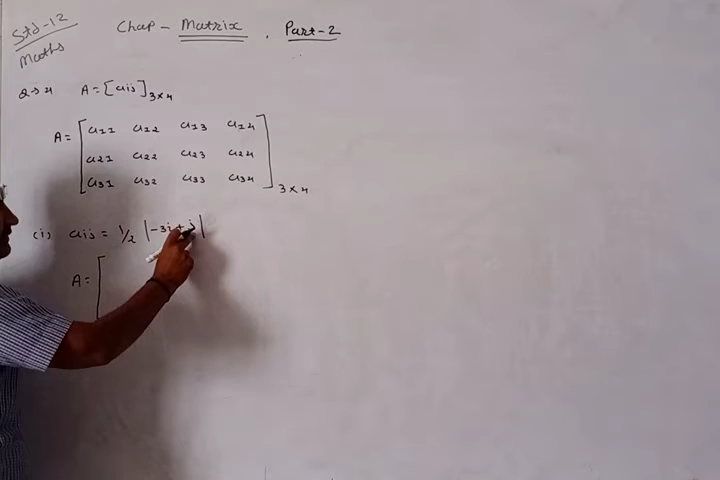 Std-12
Maths
Chap - Matrix . Part-2
Q→4 A = [aij]3×4
A = [a11 a12 a13 a14
a21 a22 a23 a24
a31 a32 a33 a34]3×4
(i) aij = 1/2 |-3i+j|
A = [